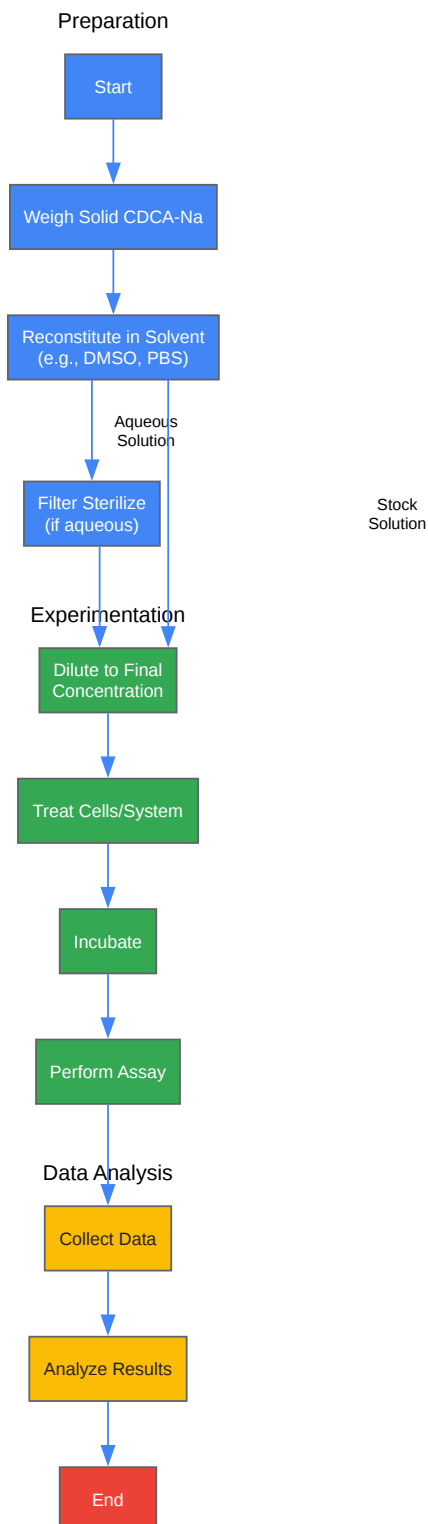 Preparation
Start
Weigh Solid CDCA-Na
Reconstitute in Solvent
(e.g., DMSO, PBS)
Aqueous
Solution
Filter Sterilize
(if aqueous)
Stock
Solution
Experimentation
Dilute to Final
Concentration
Treat Cells/System
Incubate
Perform Assay
Data Analysis
Collect Data
Analyze Results
End